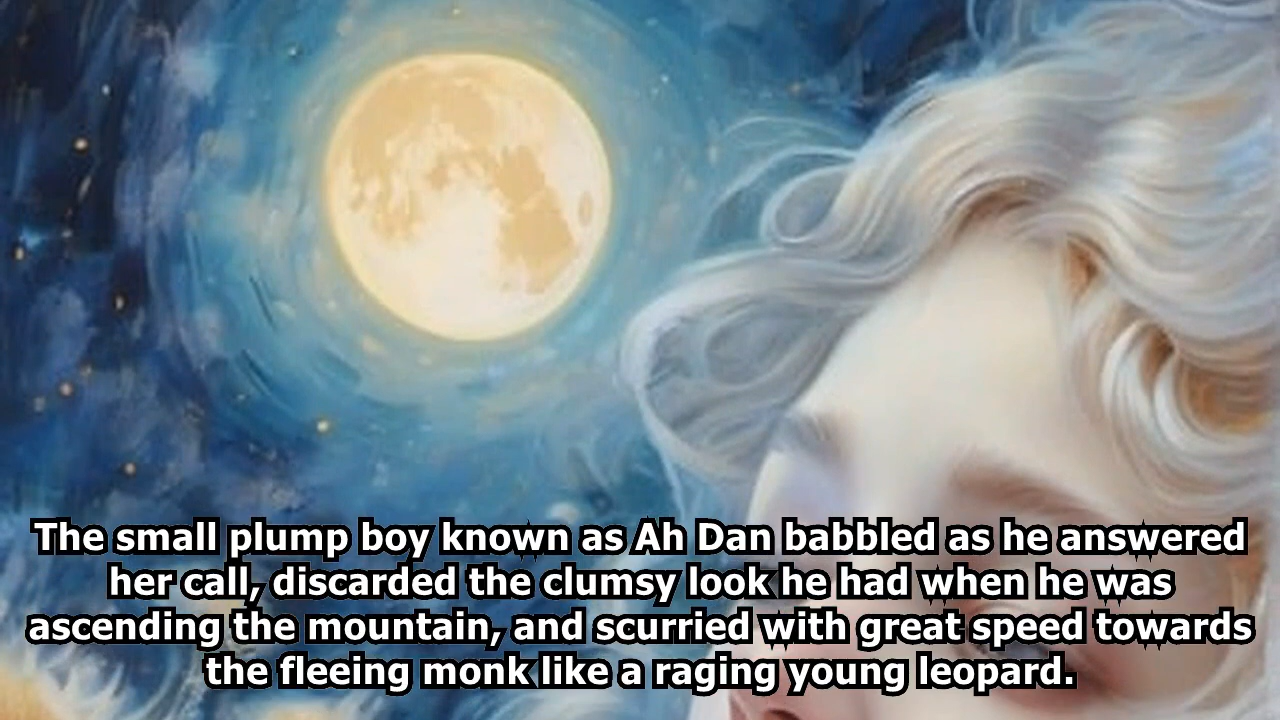 The small plump boy known as Ah Dan babbled as he answered
her call, discarded the clumsy look he had when he was
ascending the mountain, and scurried with great speed towards
the fleeing monk like a raging young leopard.